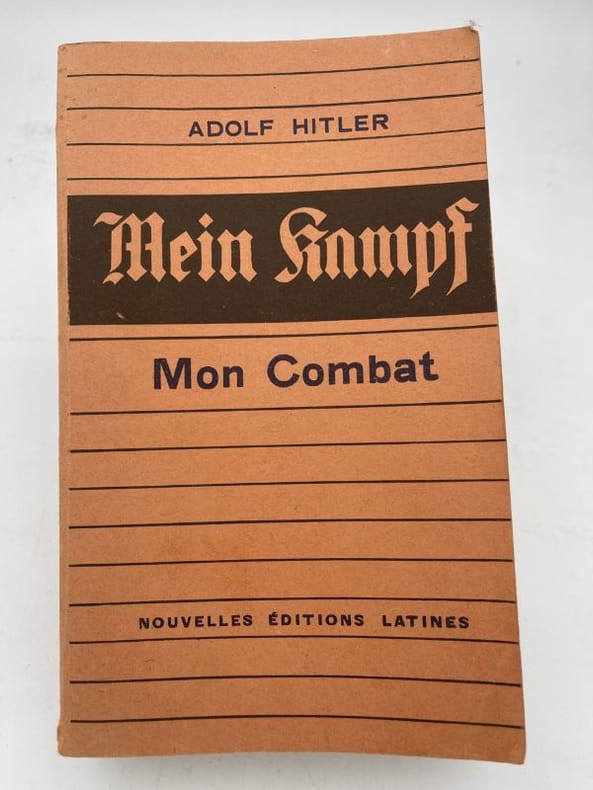 ADOLF HITLER
Mein Kampf
Mon Combat
NOUVELLES ÉDITIONS LATINES